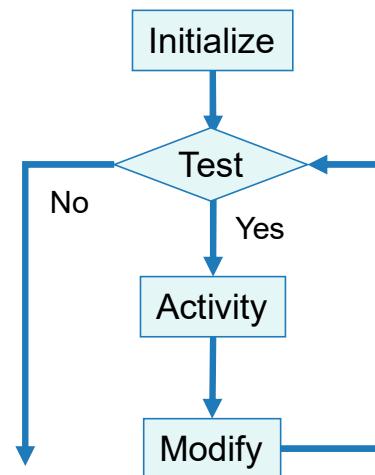 Initialize
Test
No
Yes
Activity
Modify